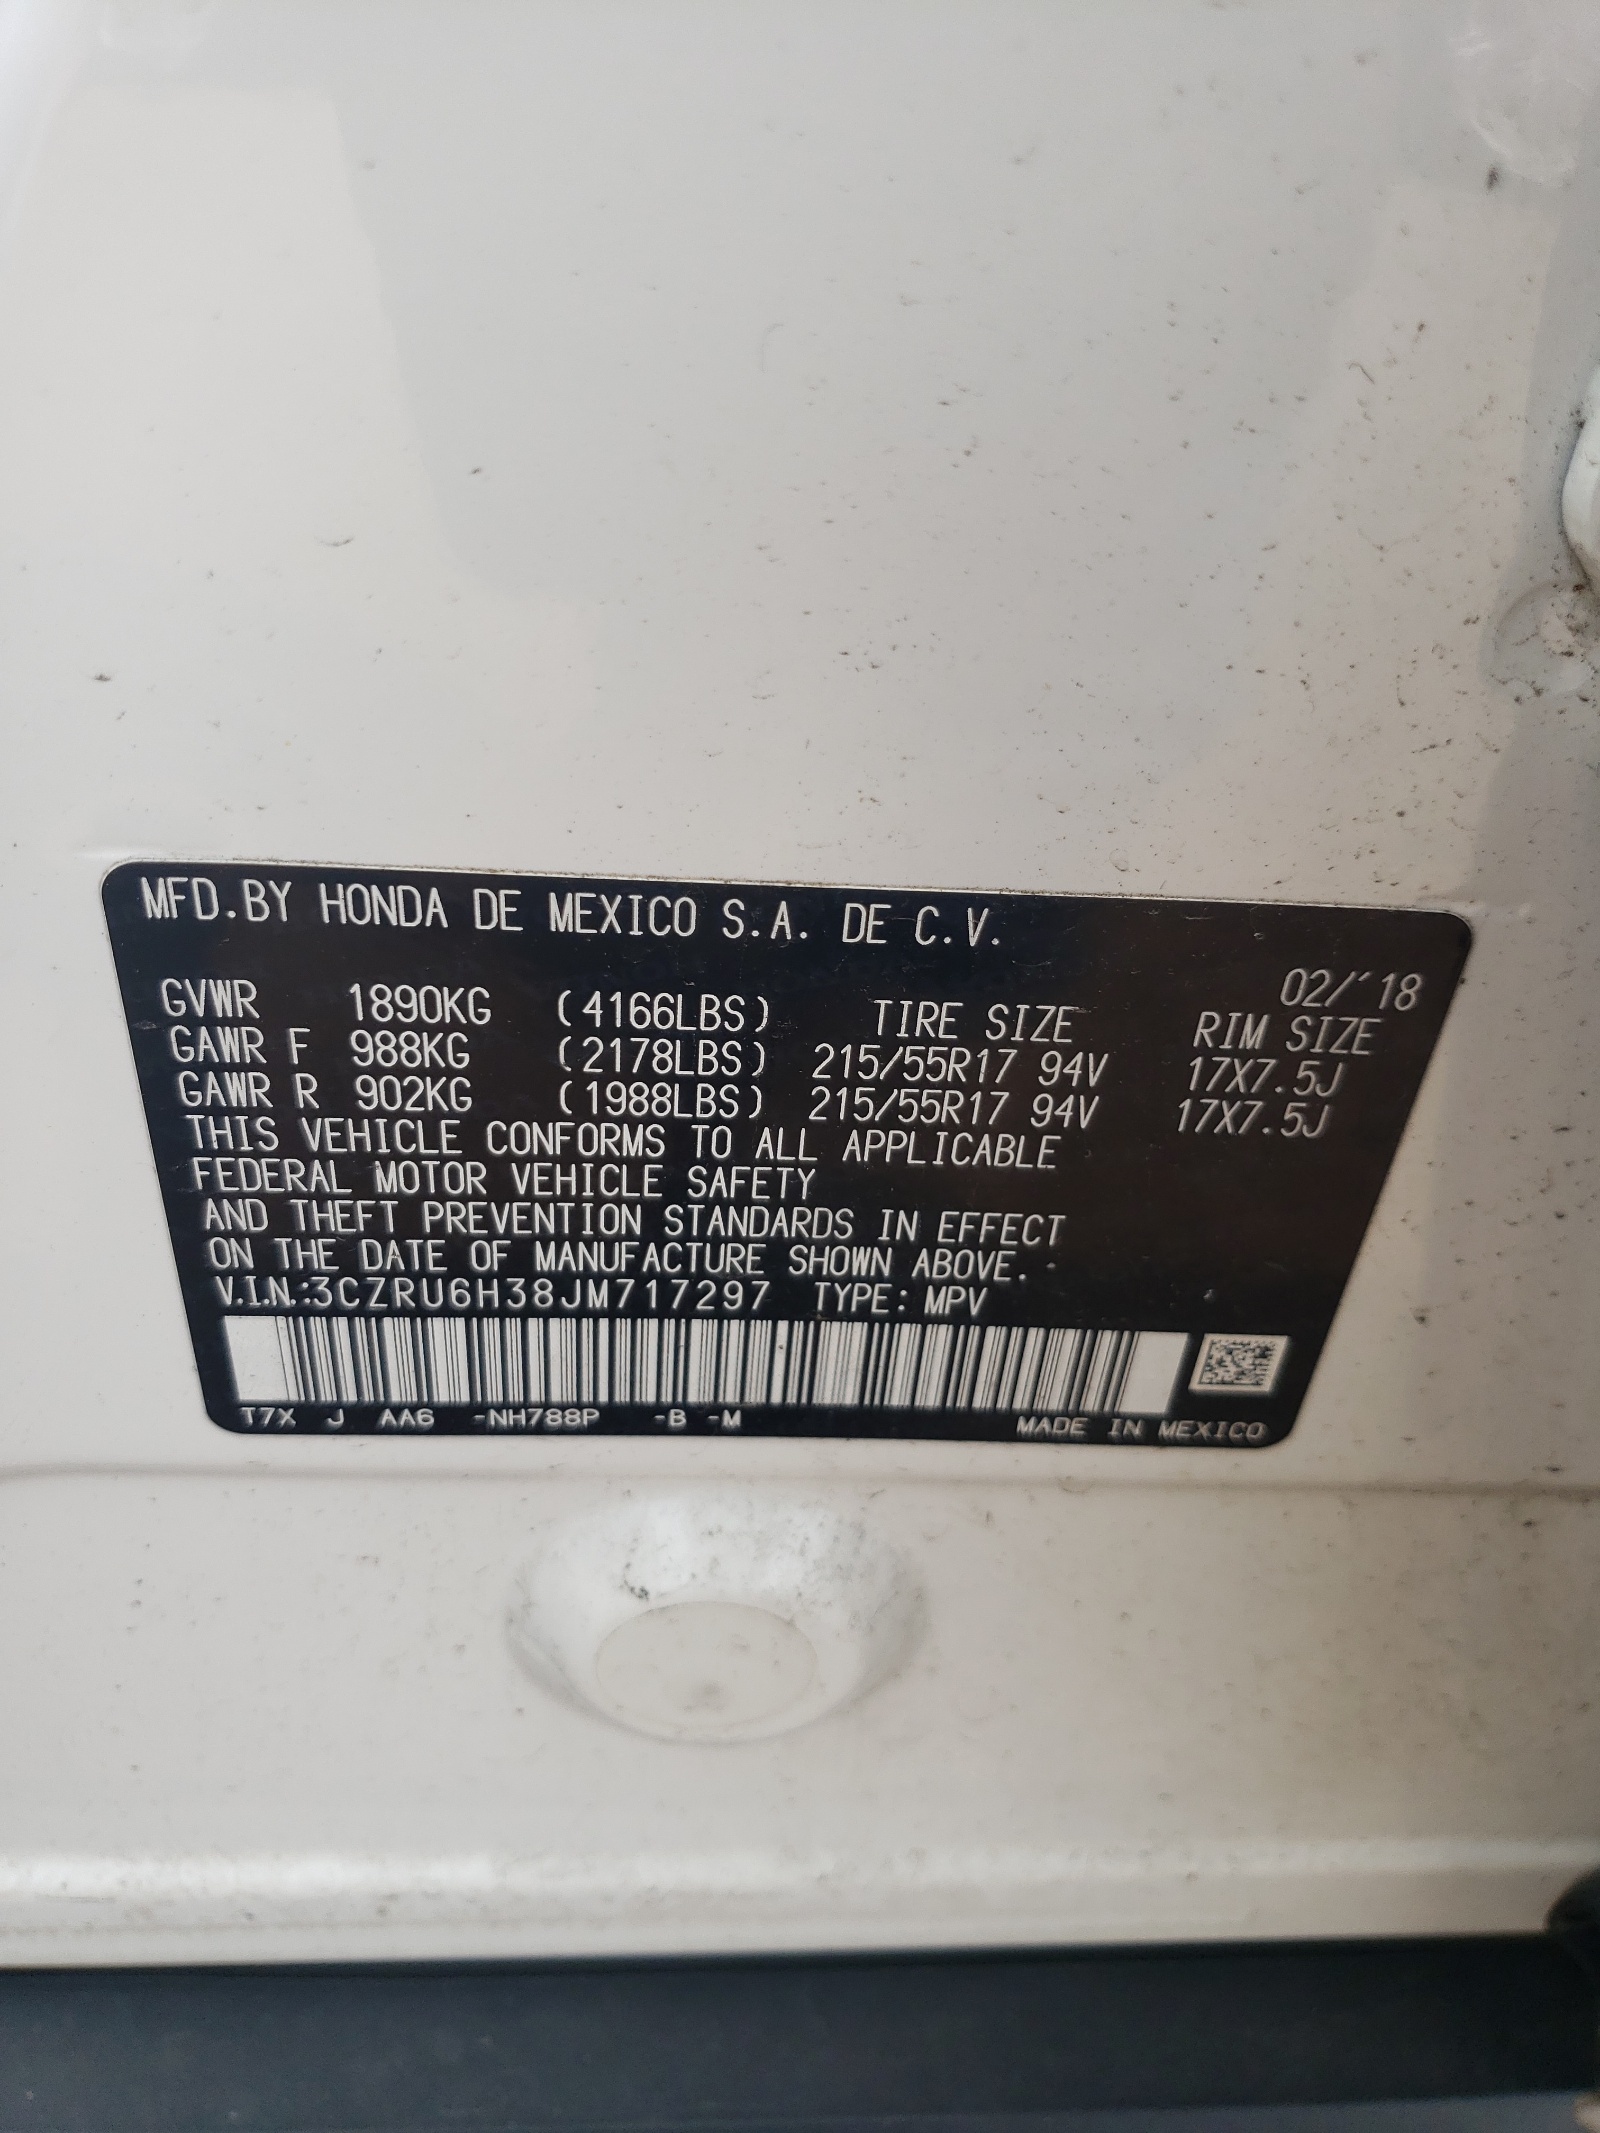 MFD.BY HONDA DE MEXICO S.A. DE C.V.
02/'18
GVWR 1890KG (4166LBS) TIRE SIZE RIM SIZE
GAWR F 988KG (2178LBS) 215/55R17 94V 17X7.5J
GAWR R 902KG (1988LBS) 215/55R17 94V 17X7.5J
THIS VEHICLE CONFORMS TO ALL APPLICABLE
FEDERAL MOTOR VEHICLE SAFETY
AND THEFT PREVENTION STANDARDS IN EFFECT
ON THE DATE OF MANUFACTURE SHOWN ABOVE.
V.I.N.:3CZRU6H38JM717297 TYPE: MPV
T7X J AA6 -NH788P -B -M MADE IN MEXICO